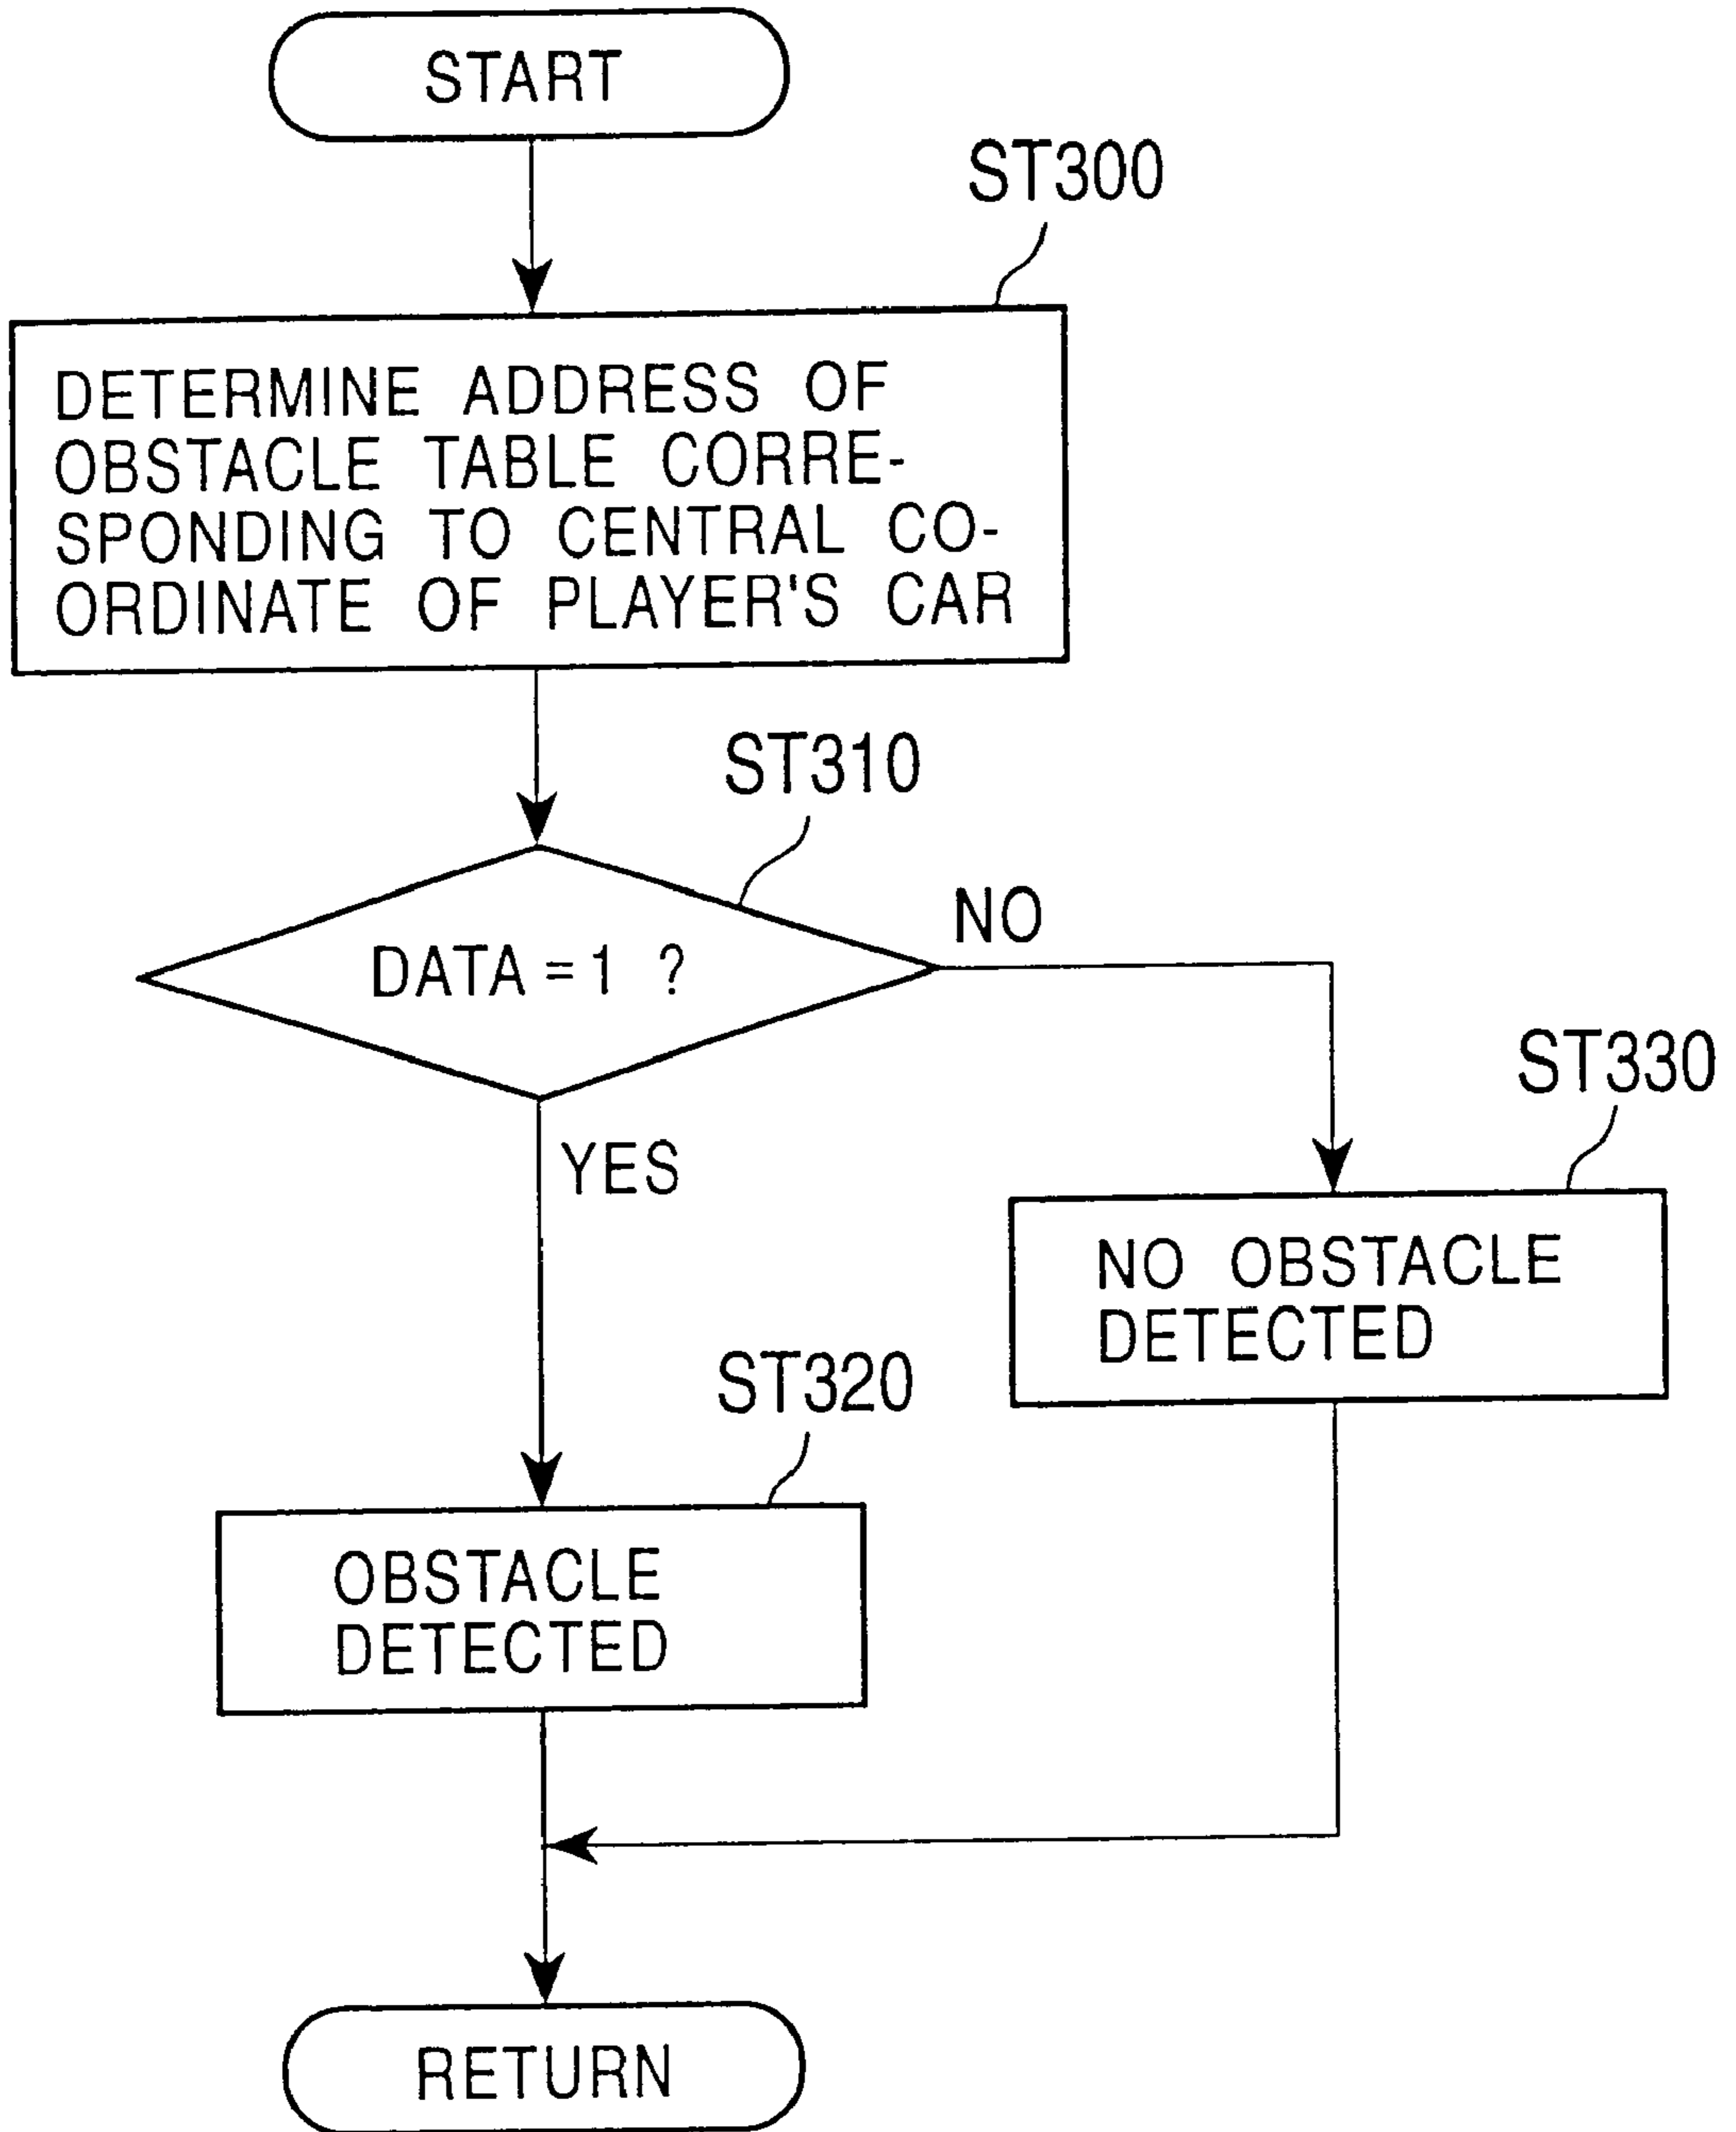 START
ST300
DETERMINE ADDRESS OF
OBSTACLE TABLE CORRE-
SPONDING TO CENTRAL CO-
ORDINATE OF PLAYER'S CAR
ST310
DATA = 1 ?
NO
YES
ST330
NO OBSTACLE
DETECTED
ST320
OBSTACLE
DETECTED
RETURN